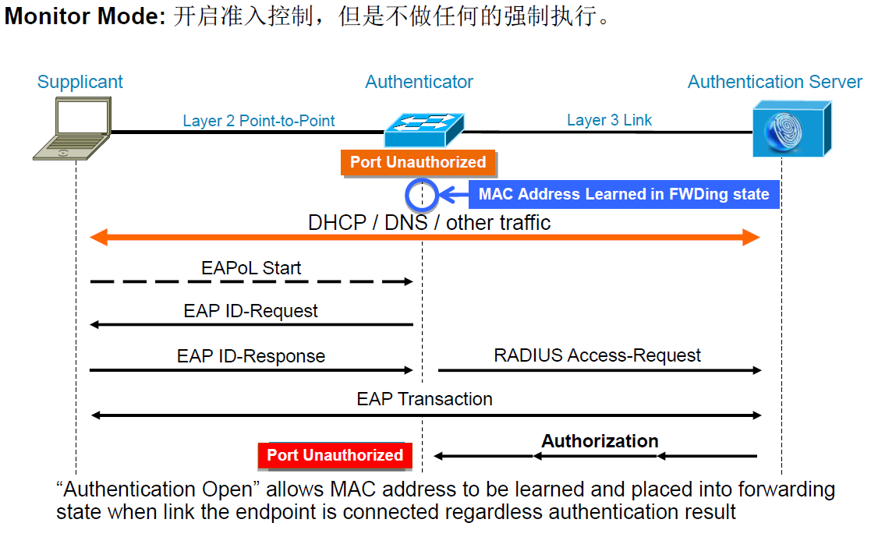 Monitor Mode: 开启准入控制，但是不做任何的强制执行。
Supplicant
Authenticator
Authentication Server
Layer 2 Point-to-Point
Layer 3 Link
Port Unauthorized
MAC Address Learned in FWDing state
DHCP / DNS / other traffic
EAPoL Start
EAP ID-Request
EAP ID-Response
RADIUS Access-Request
EAP Transaction
Authorization
Port Unauthorized
“Authentication Open” allows MAC address to be learned and placed into forwarding
state when link the endpoint is connected regardless authentication result